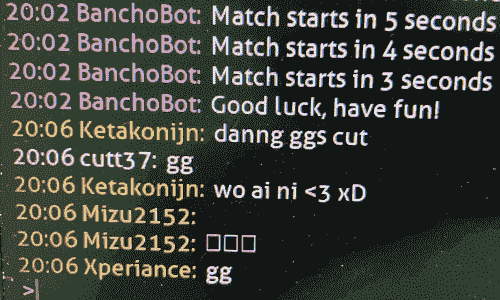 20:02 BanchoBot: Match starts in 5 seconds
20:02 BanchoBot: Match starts in 4 seconds
20:02 BanchoBot: Match starts in 3 seconds
20:02 BanchoBot: Good luck, have fun!
20:06 Ketakonijn: danng ggs cut
20:06 cutt37: gg
20:06 Ketakonijn: wo ai ni <3 xD
20:06 Mizu2152:
20:06 Mizu2152: □□□
20:06 Xperiance: gg
>